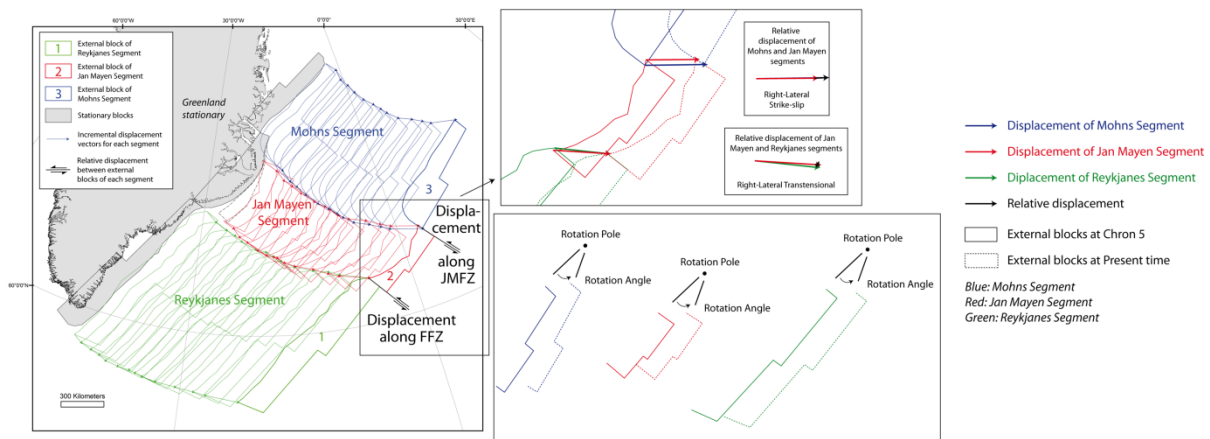 60°0'0"W
30°0'0"W
0°0'0"
30°0'0"E
1
External block of
Reykjanes Segment
2
External block of
Jan Mayen Segment
3
External block of
Mohns Segment
Stationary blocks
Incremental displacement
vectors for each segment
Relative displacement
between external
blocks of each segment
Greenland
stationary
Mohns Segment
Jan Mayen
Segment
Reykjanes Segment
3
2
1
Displa-
cement
along
JMFZ
Displacement
along FFZ
60°0'0"N
300 Kilometers
Relative
displacement of
Mohns and Jan Mayen
segments
Right-Lateral
Strike-slip
Relative displacement of Jan
Mayen and Reykjanes segments
Right-Lateral Transtensional
Rotation Pole
Rotation Angle
Rotation Pole
Rotation Angle
Rotation Pole
Rotation Angle
Displacement of Mohns Segment
Displacement of Jan Mayen Segment
Diplacement of Reykjanes Segment
Relative displacement
External blocks at Chron 5
External blocks at Present time
Blue: Mohns Segment
Red: Jan Mayen Segment
Green: Reykjanes Segment